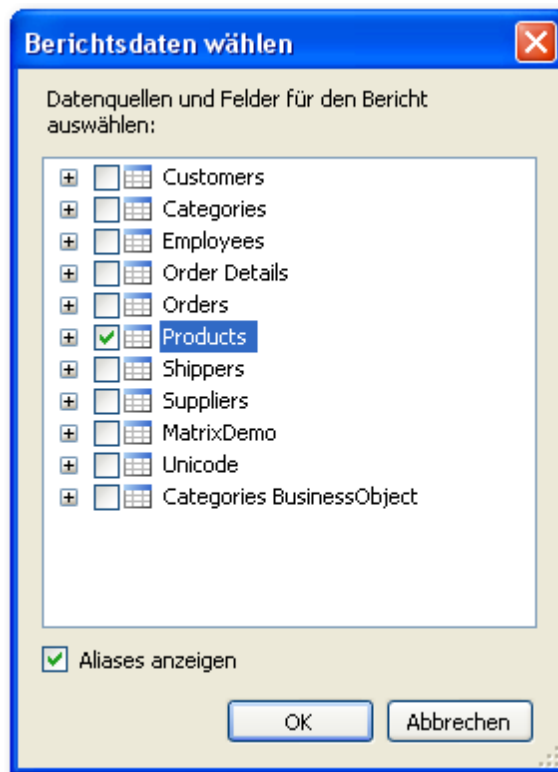 Berichtsdaten wählen
Datenquellen und Felder für den Bericht
auswählen:
Customers
Categories
Employees
Order Details
Orders
Products
Shippers
Suppliers
MatrixDemo
Unicode
Categories BusinessObject
Aliases anzeigen
OK
Abbrechen